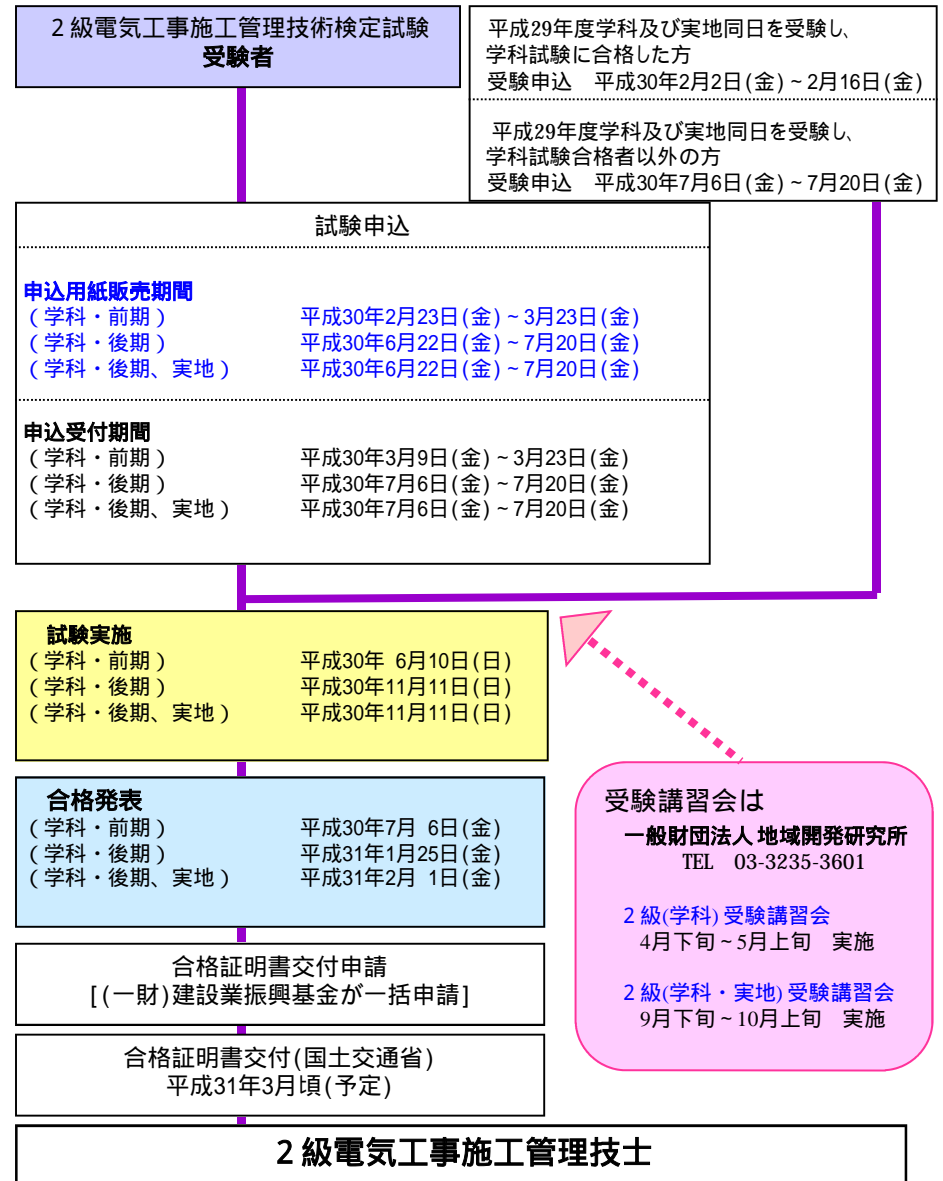 ２級電気工事施工管理技術検定試験
受験者
平成29年度学科及び実地同日を受験し、
学科試験に合格した方
受験申込　平成30年2月2日(金)～2月16日(金)
平成29年度学科及び実地同日を受験し、
学科試験合格者以外の方
受験申込　平成30年7月6日(金)～7月20日(金)
試験申込
申込用紙販売期間
(学科・前期)　平成30年2月23日(金)～3月23日(金)
(学科・後期)　平成30年6月22日(金)～7月20日(金)
(学科・後期、実地)　平成30年6月22日(金)～7月20日(金)
申込受付期間
(学科・前期)　平成30年3月9日(金)～3月23日(金)
(学科・後期)　平成30年7月6日(金)～7月20日(金)
(学科・後期、実地)　平成30年7月6日(金)～7月20日(金)
試験実施
(学科・前期)　平成30年 6月10日(日)
(学科・後期)　平成30年11月11日(日)
(学科・後期、実地)　平成30年11月11日(日)
合格発表
(学科・前期)　平成30年7月 6日(金)
(学科・後期)　平成31年1月25日(金)
(学科・後期、実地)　平成31年2月 1日(金)
受験講習会は
一般財団法人 地域開発研究所
TEL　03-3235-3601
２級(学科) 受験講習会
4月下旬～5月上旬　実施
２級(学科・実地) 受験講習会
9月下旬～10月上旬　実施
合格証明書交付申請
[(一財)建設業振興基金が一括申請]
合格証明書交付(国土交通省)
平成31年3月頃(予定)
２級電気工事施工管理技士